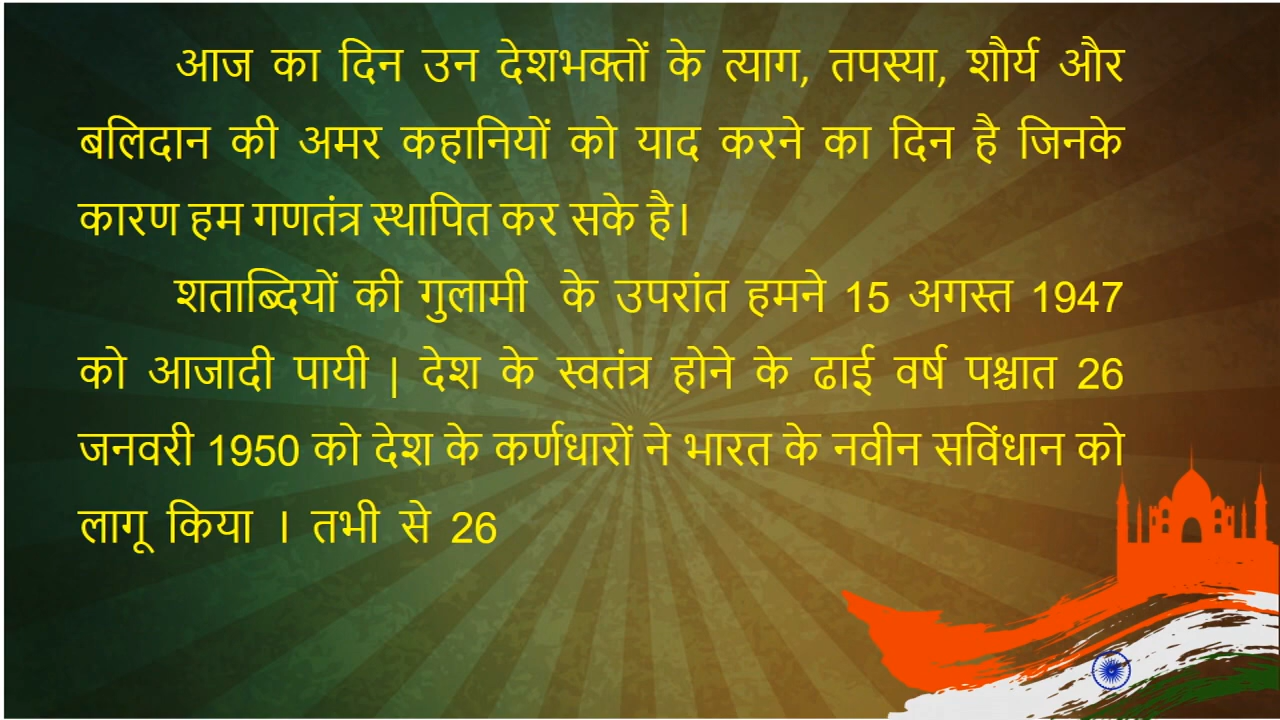 आज का दिन उन देशभक्तों के त्याग, तपस्या, शौर्य और
बलिदान की अमर कहानियों को याद करने का दिन है जिनके
कारण हम गणतंत्र स्थापित कर सके है।
शताब्दियों की गुलामी के उपरांत हमने 15 अगस्त 1947
को आजादी पायी | देश के स्वतंत्र होने के ढाई वर्ष पश्चात 26
जनवरी 1950 को देश के कर्णधारों ने भारत के नवीन सविंधान को
लागू किया । तभी से 26